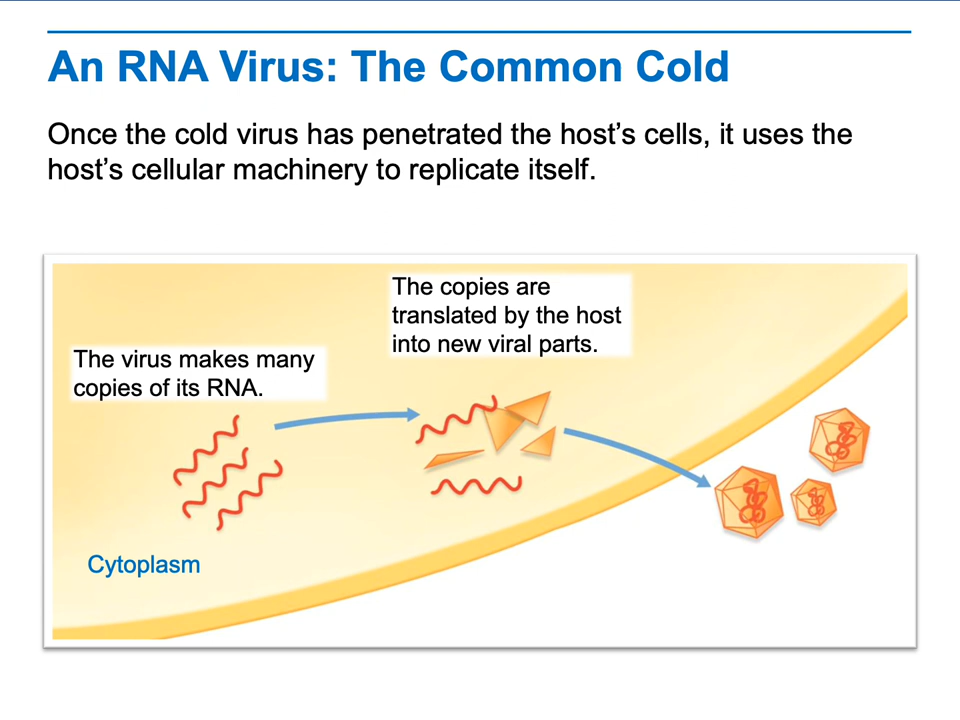 An RNA Virus: The Common Cold
Once the cold virus has penetrated the host’s cells, it uses the
host’s cellular machinery to replicate itself.
The copies are
translated by the host
into new viral parts.
The virus makes many
copies of its RNA.
Cytoplasm